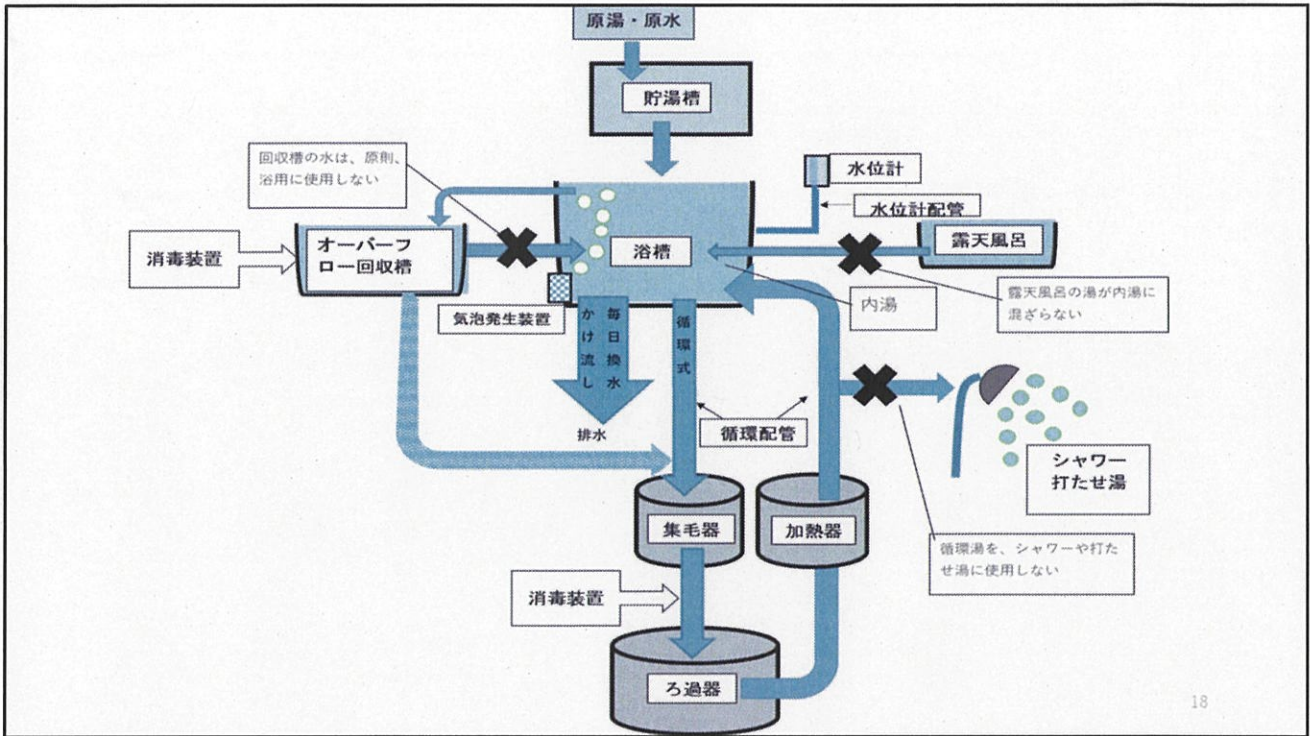 原湯・原水
貯湯槽
回収槽の水は、原則、
浴用に使用しない
水位計
水位計配管
消毒装置
オーバーフ
ロー回収槽
浴槽
露天風呂
気泡発生装置
内湯
露天風呂の湯が内湯に
混ざらない
毎日換水
かけ流し
循環式
排水
循環配管
シャワー
打たせ湯
集毛器
加熱器
循環湯を、シャワーや打た
せ湯に使用しない
消毒装置
ろ過器
18